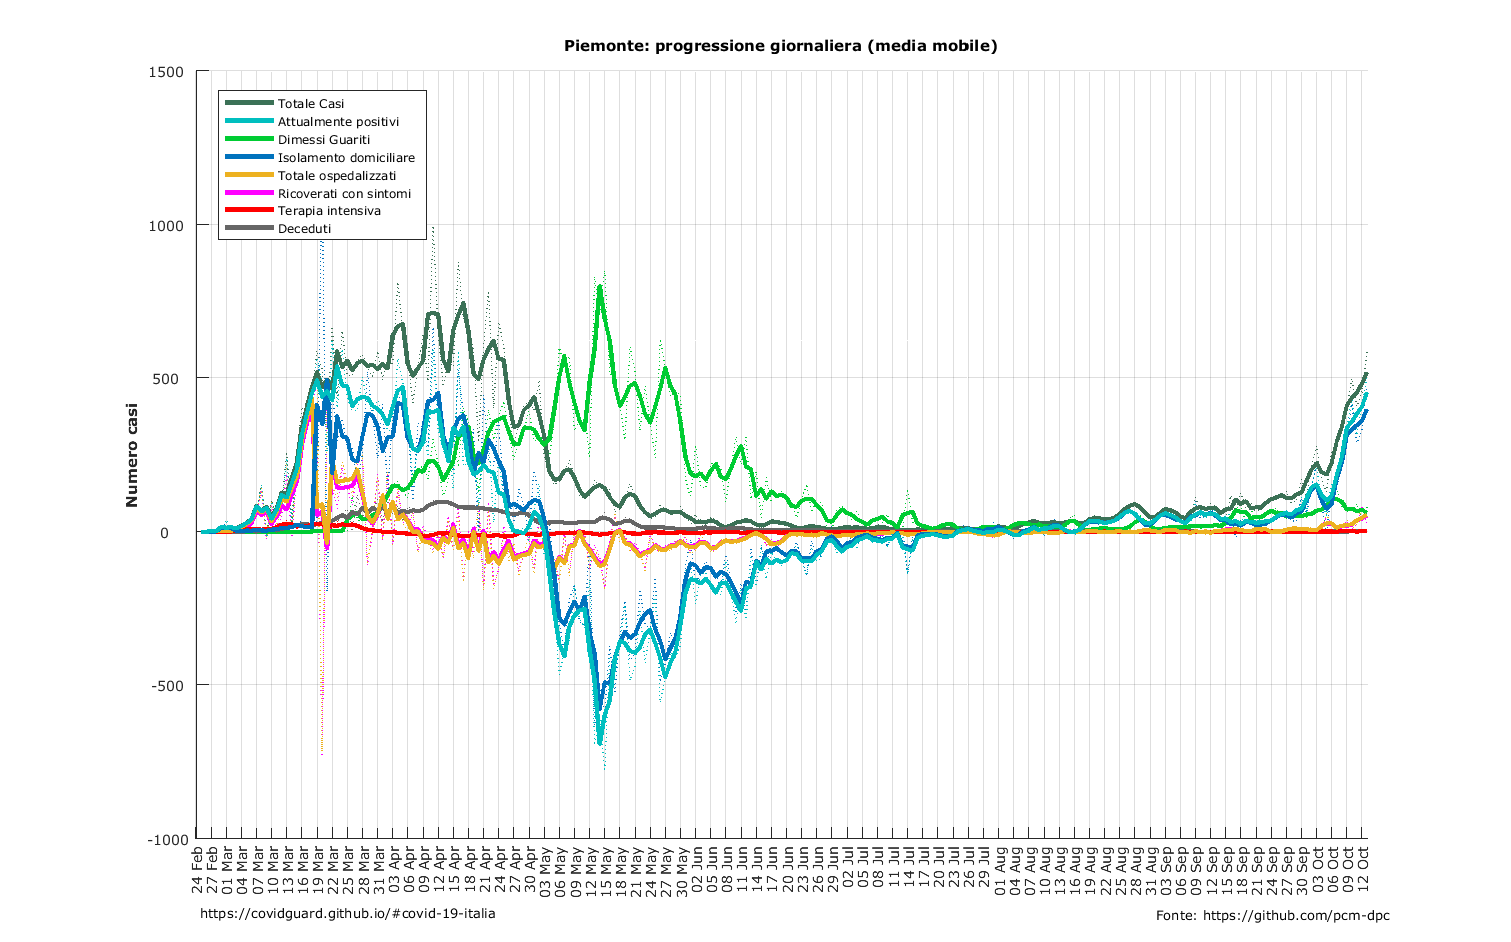 Piemonte: progressione giornaliera (media mobile)
1500
1000
500
0
-500
-1000
Numero casi
Totale Casi
Attualmente positivi
Dimessi Guariti
Isolamento domiciliare
Totale ospedalizzati
Ricoverati con sintomi
Terapia intensiva
Deceduti
24 Feb
27 Feb
01 Mar
04 Mar
07 Mar
10 Mar
13 Mar
16 Mar
19 Mar
22 Mar
25 Mar
28 Mar
31 Mar
03 Apr
06 Apr
09 Apr
12 Apr
15 Apr
18 Apr
21 Apr
24 Apr
27 Apr
30 Apr
03 May
06 May
09 May
12 May
15 May
18 May
21 May
24 May
27 May
30 May
02 Jun
05 Jun
08 Jun
11 Jun
14 Jun
17 Jun
20 Jun
23 Jun
26 Jun
29 Jun
02 Jul
05 Jul
08 Jul
11 Jul
14 Jul
17 Jul
20 Jul
23 Jul
26 Jul
29 Jul
01 Aug
04 Aug
07 Aug
10 Aug
13 Aug
16 Aug
19 Aug
22 Aug
25 Aug
28 Aug
31 Aug
03 Sep
06 Sep
09 Sep
12 Sep
15 Sep
18 Sep
21 Sep
24 Sep
27 Sep
30 Sep
03 Oct
06 Oct
09 Oct
12 Oct
https://covidguard.github.io/#covid-19-italia
Fonte: https://github.com/pcm-dpc